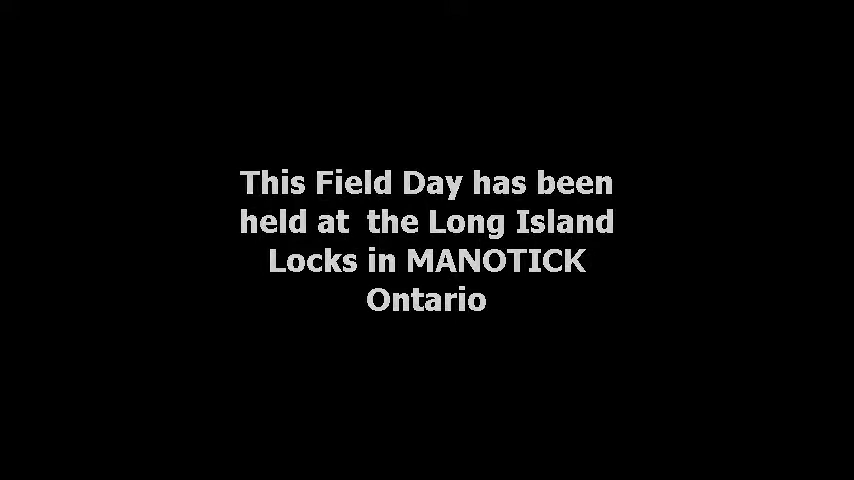 This Field Day has been
held at  the Long Island
Locks in MANOTICK
Ontario